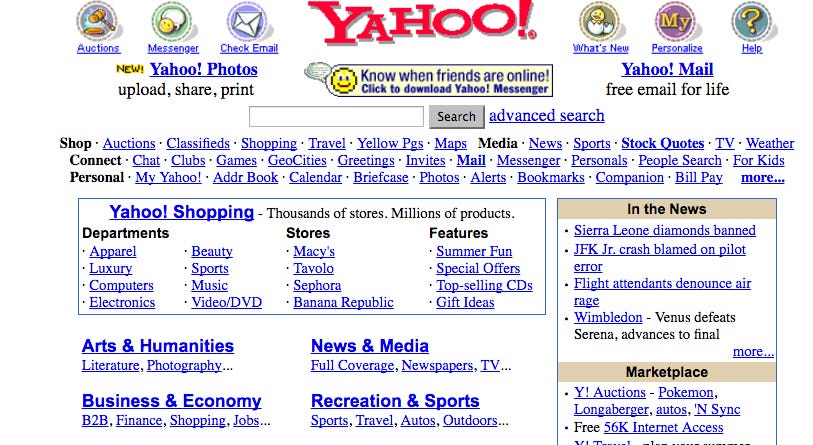 YAHOO!
Auctions Messenger Check Email What's New My Personalize ? Help
NEW! Yahoo! Photos
upload, share, print
Know when friends are online!
Click to download Yahoo! Messenger
Yahoo! Mail
free email for life
Search advanced search
Shop · Auctions · Classifieds · Shopping · Travel · Yellow Pgs · Maps Media · News · Sports · Stock Quotes · TV · Weather
Connect · Chat · Clubs · Games · GeoCities · Greetings · Invites · Mail · Messenger · Personals · People Search · For Kids
Personal · My Yahoo! · Addr Book · Calendar · Briefcase · Photos · Alerts · Bookmarks · Companion · Bill Pay more...
Yahoo! Shopping - Thousands of stores. Millions of products.
Departments Stores Features
· Apparel · Beauty · Macy's · Summer Fun
· Luxury · Sports · Tavolo · Special Offers
· Computers · Music · Sephora · Top-selling CDs
· Electronics · Video/DVD · Banana Republic · Gift Ideas
Arts & Humanities
Literature, Photography...
News & Media
Full Coverage, Newspapers, TV...
Business & Economy
B2B, Finance, Shopping, Jobs...
Recreation & Sports
Sports, Travel, Autos, Outdoors...
In the News
· Sierra Leone diamonds banned
· JFK Jr. crash blamed on pilot
error
· Flight attendants denounce air
rage
· Wimbledon - Venus defeats
Serena, advances to final
more...
Marketplace
· Y! Auctions - Pokemon,
Longaberger, autos, 'N Sync
· Free 56K Internet Access
· Y! Travel - plan your summer